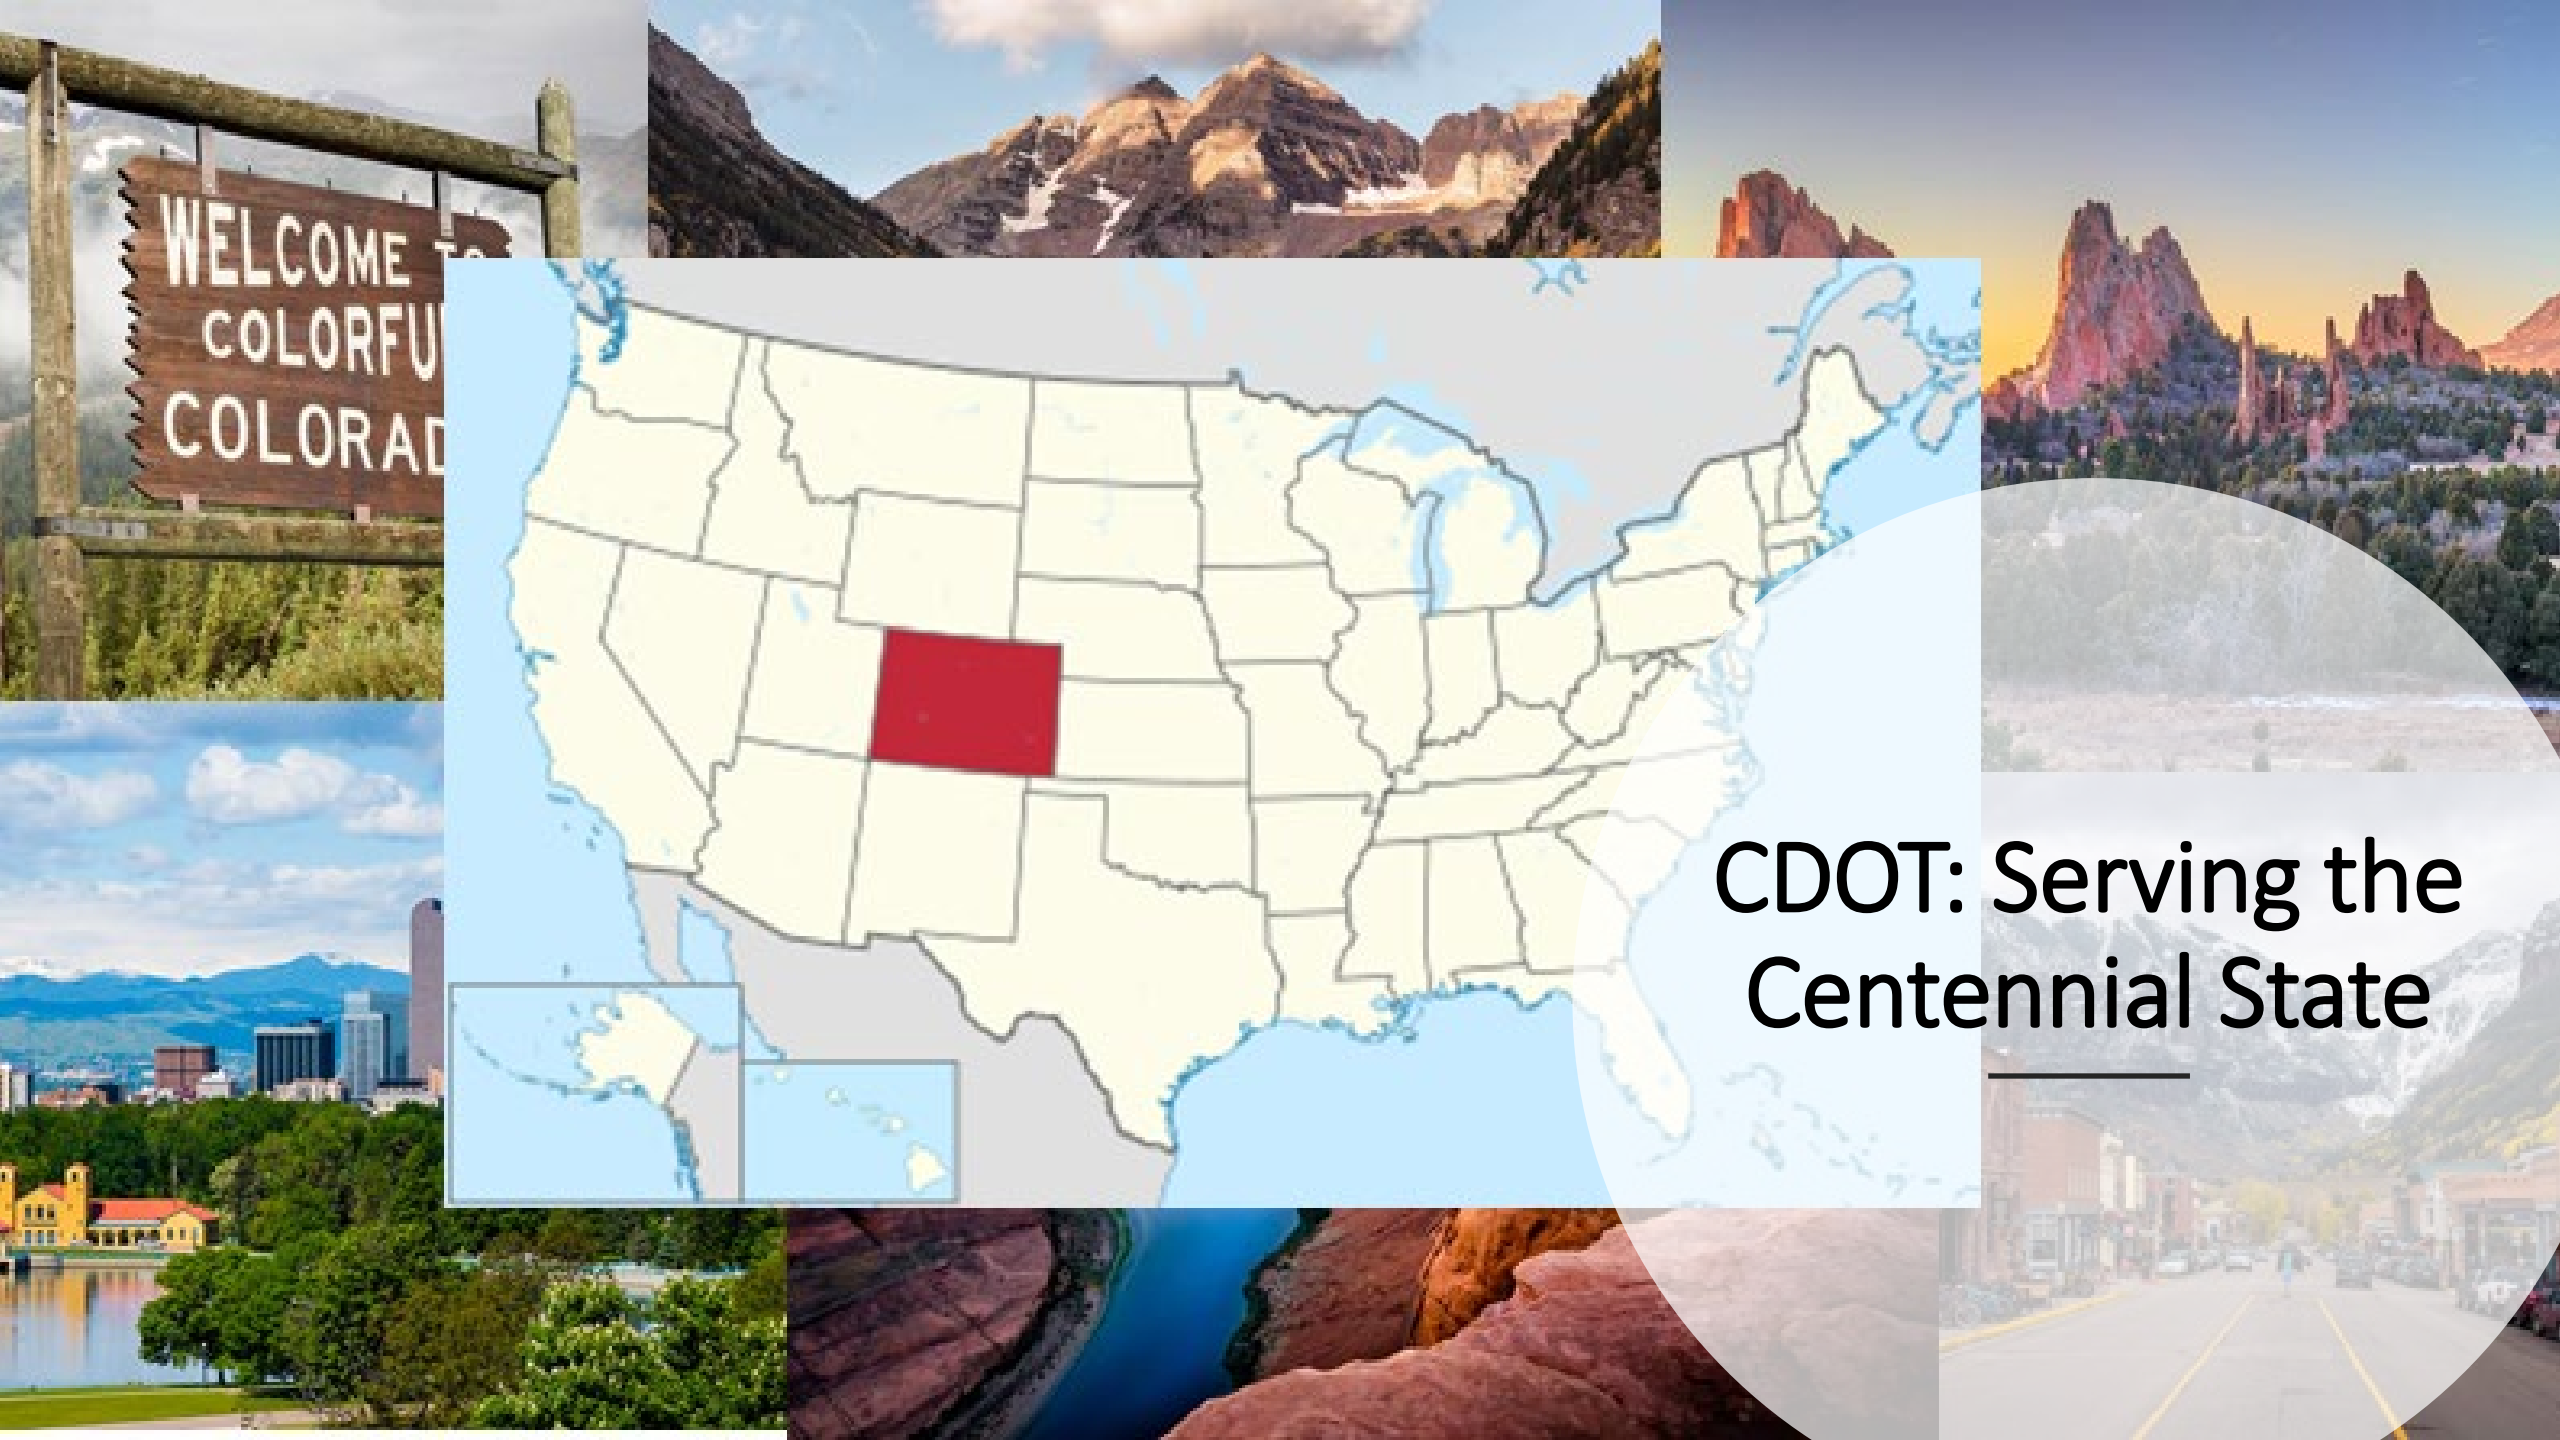 WELCOME TO
COLORFU
COLORAD
CDOT: Serving the
Centennial State